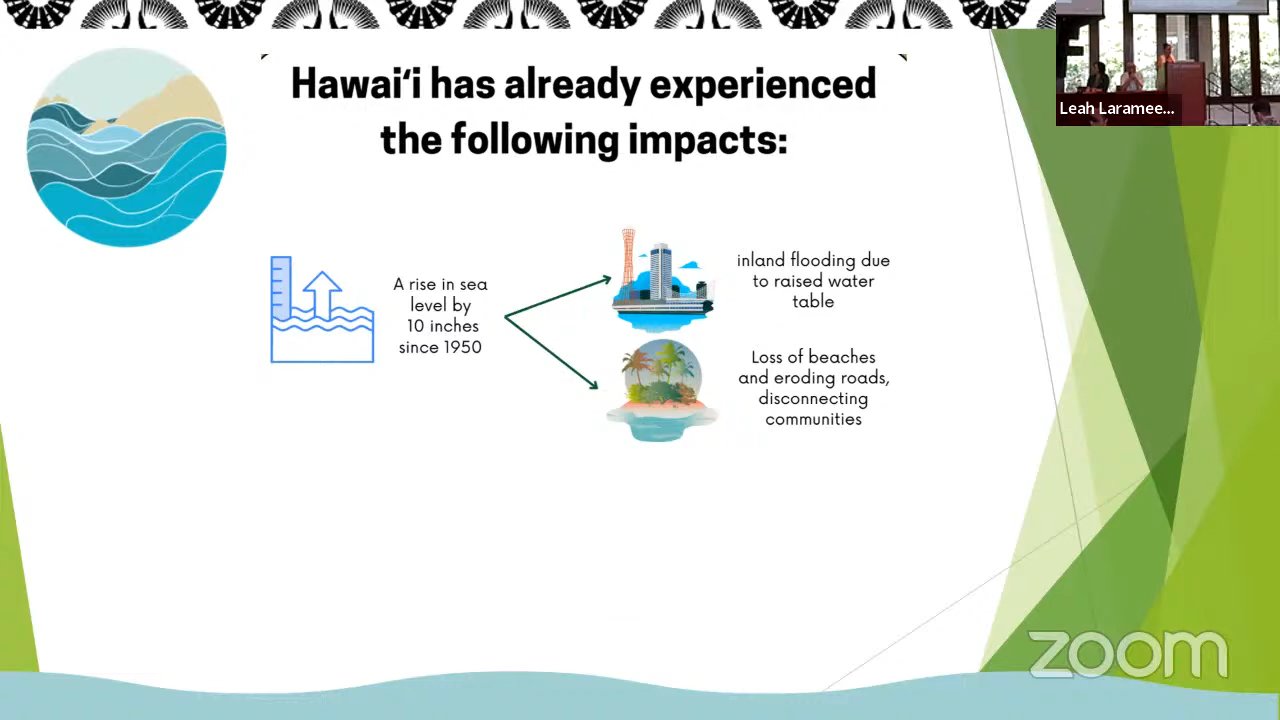 Hawai‘i has already experienced
the following impacts:
A rise in sea
level by
10 inches
since 1950
inland flooding due
to raised water
table
Loss of beaches
and eroding roads,
disconnecting
communities
Leah Laramee...
zoom